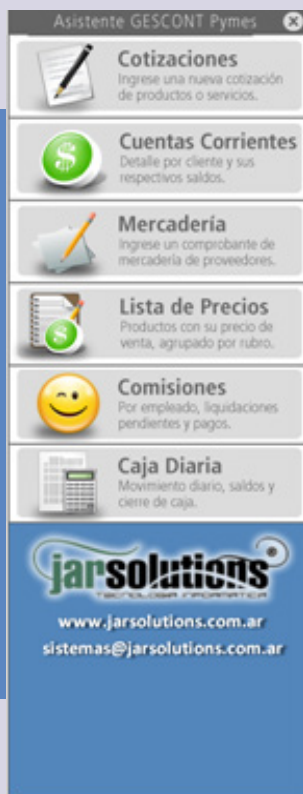 Asistente GESCONT Pymes
Cotizaciones
Ingrese una nueva cotización
de productos o servicios.
Cuentas Corrientes
Detalle por cliente y sus
respectivos saldos.
Mercadería
Ingrese un comprobante de
mercadería de proveedores.
Lista de Precios
Productos con su precio de
venta, agrupado por rubro.
Comisiones
Por empleado, liquidaciones
pendientes y pagos.
Caja Diaria
Movimiento diario, saldos y
cierre de caja.
jarsolutions
TECNOLOGIA INFORMATICA
www.jarsolutions.com.ar
sistemas@jarsolutions.com.ar